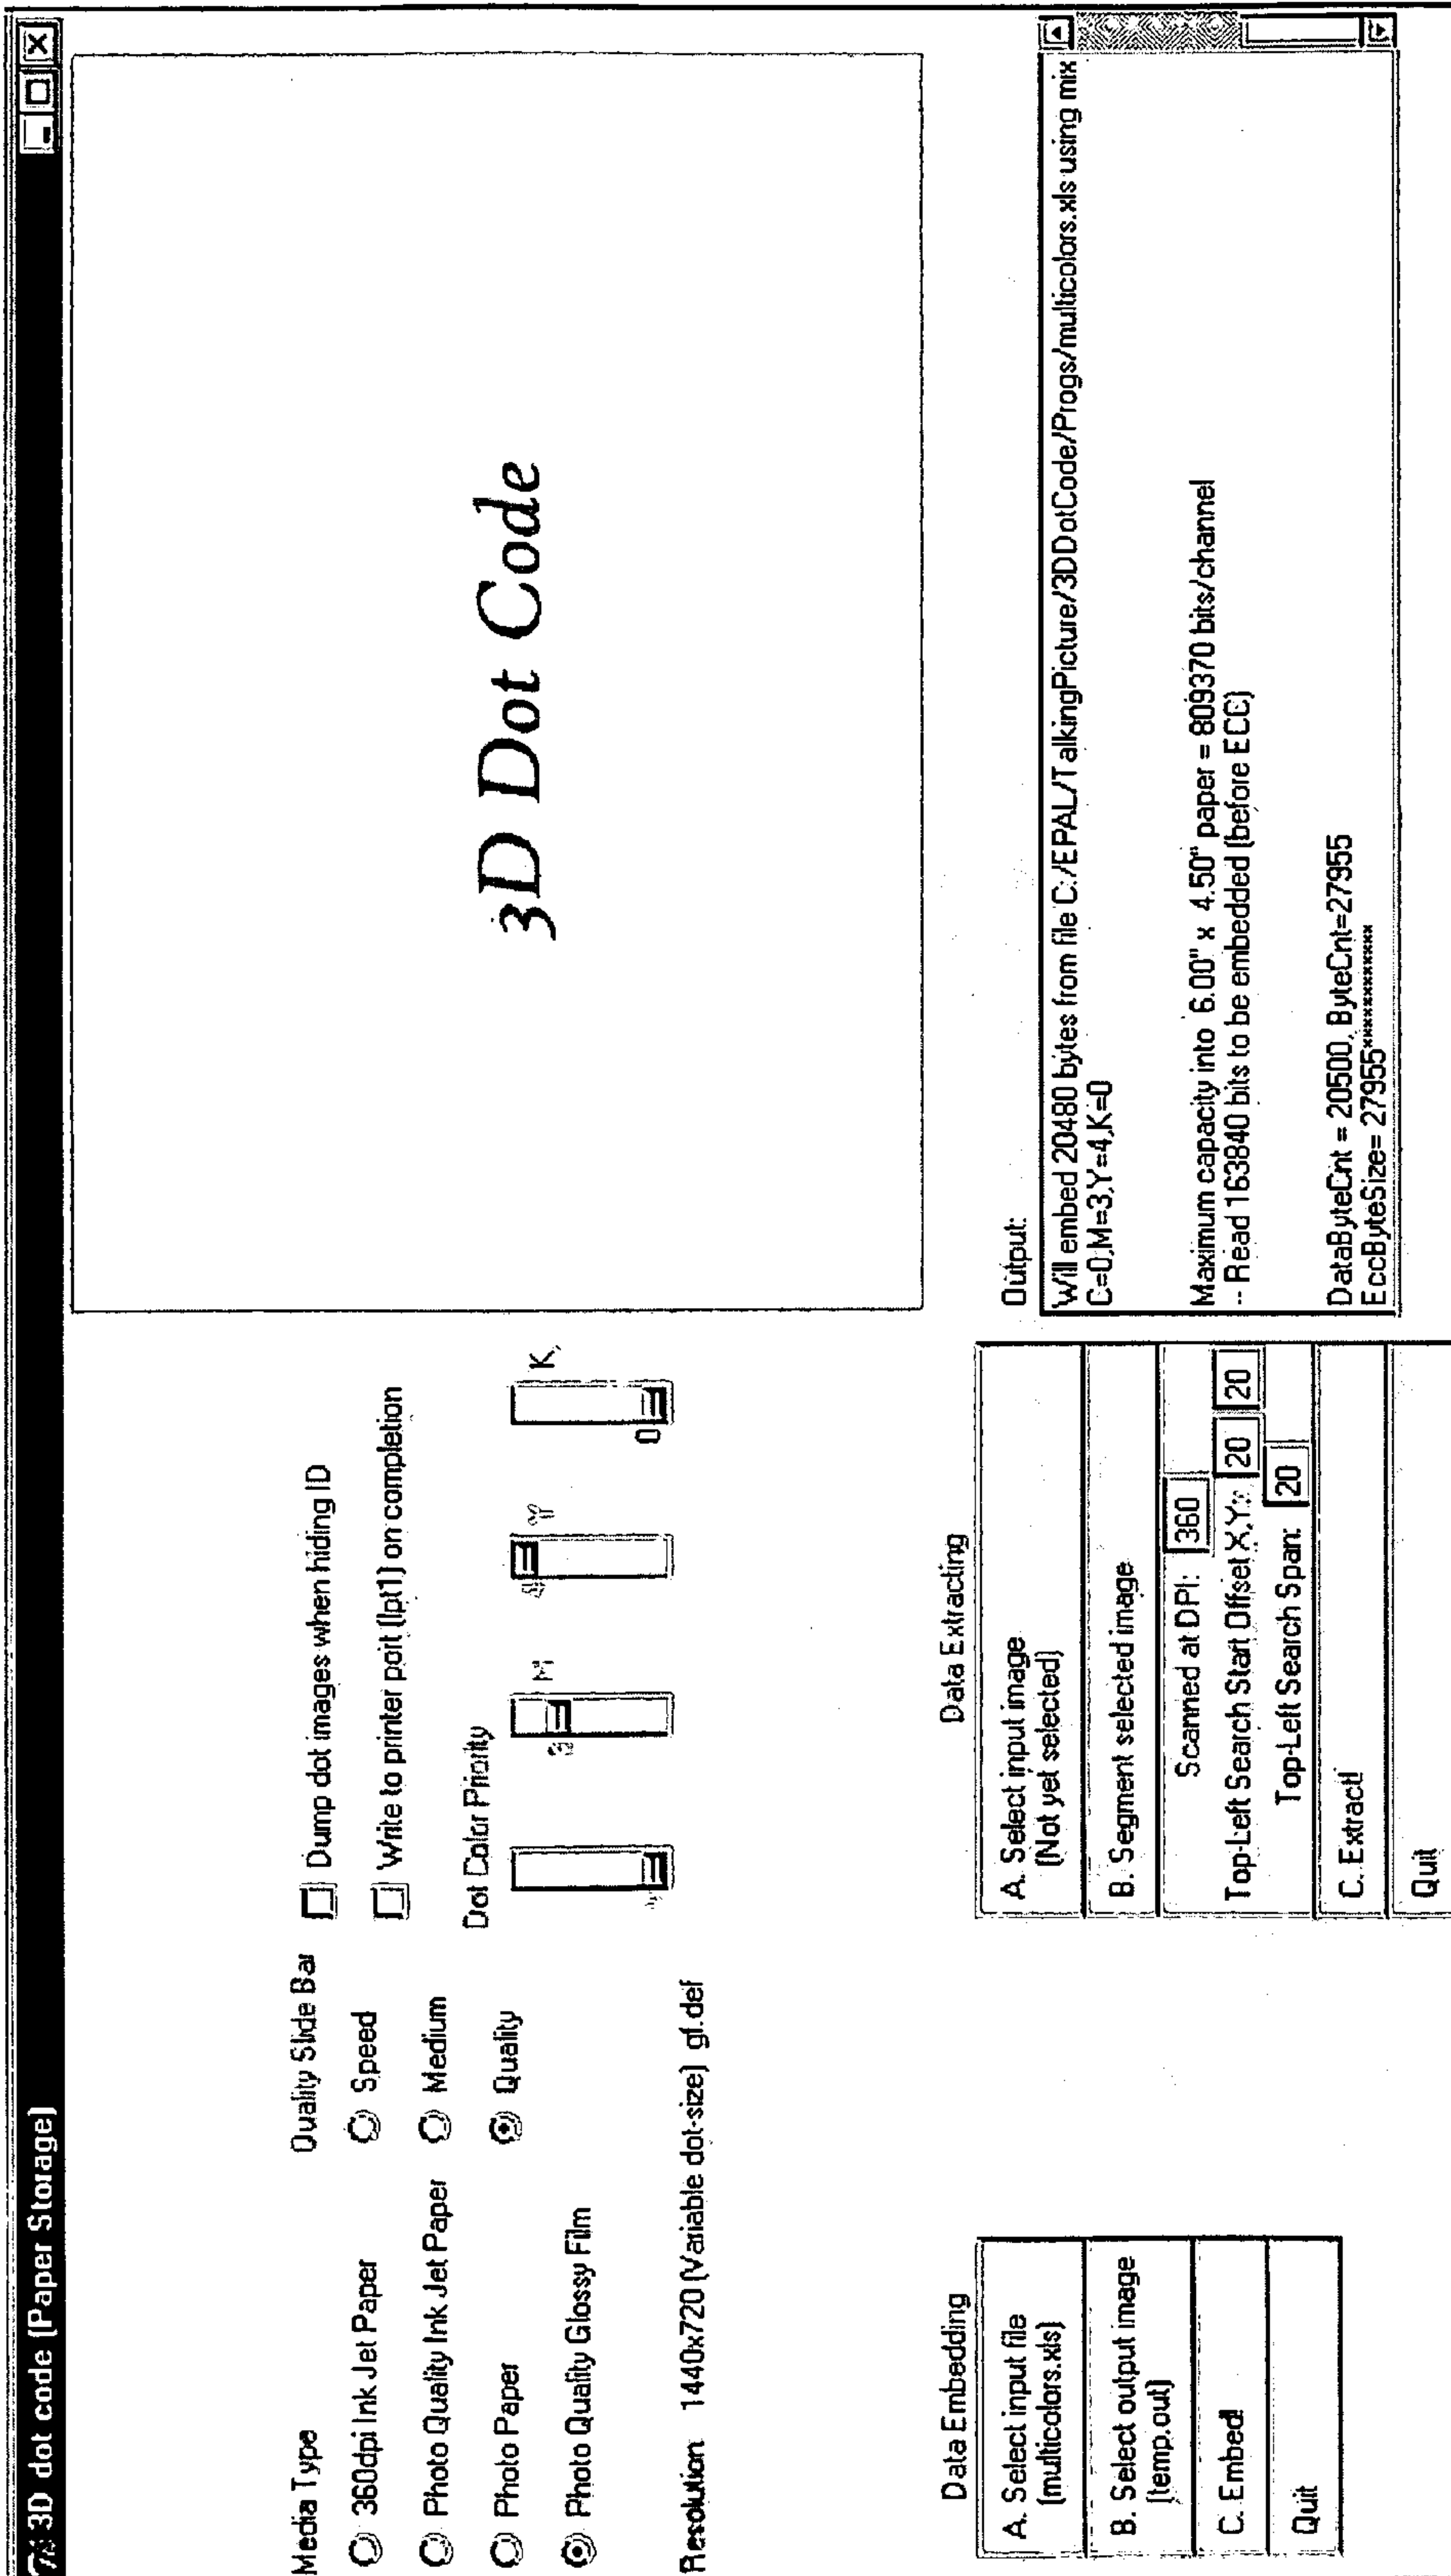 3D dot code (Paper Storage)
Media Type
360dpi Ink Jet Paper
Photo Quality Ink Jet Paper
Photo Paper
Photo Quality Glossy Film
Resolution 1440x720 (Variable dot-size) gf.def
Quality Slide Bar
Speed
Medium
Quality
Dump dot images when hiding ID
Write to printer port (lpt1) on completion
Dot Color Priority
3 M
4 Y
0 K
3D Dot Code
Data Embedding
A. Select input file
(multicolors.xls)
B. Select output image
(temp.out)
C. Embed!
Quit
Data Extracting
A. Select input image
(Not yet selected)
B. Segment selected image
Scanned at DPI: 360
Top-Left Search Start Offset X,Y: 20 20
Top-Left Search Span: 20
C. Extract!
Quit
Output:
Will embed 20480 bytes from file C:/EPAL/TalkingPicture/3DDotCode/Progs/multicolors.xls using mix
C=0,M=3,Y=4,K=0
Maximum capacity into 6.00" x 4.50" paper = 809370 bits/channel
-- Read 163840 bits to be embedded (before ECC)
DataByteCnt = 20500, ByteCnt=27955
EccByteSize= 27955************